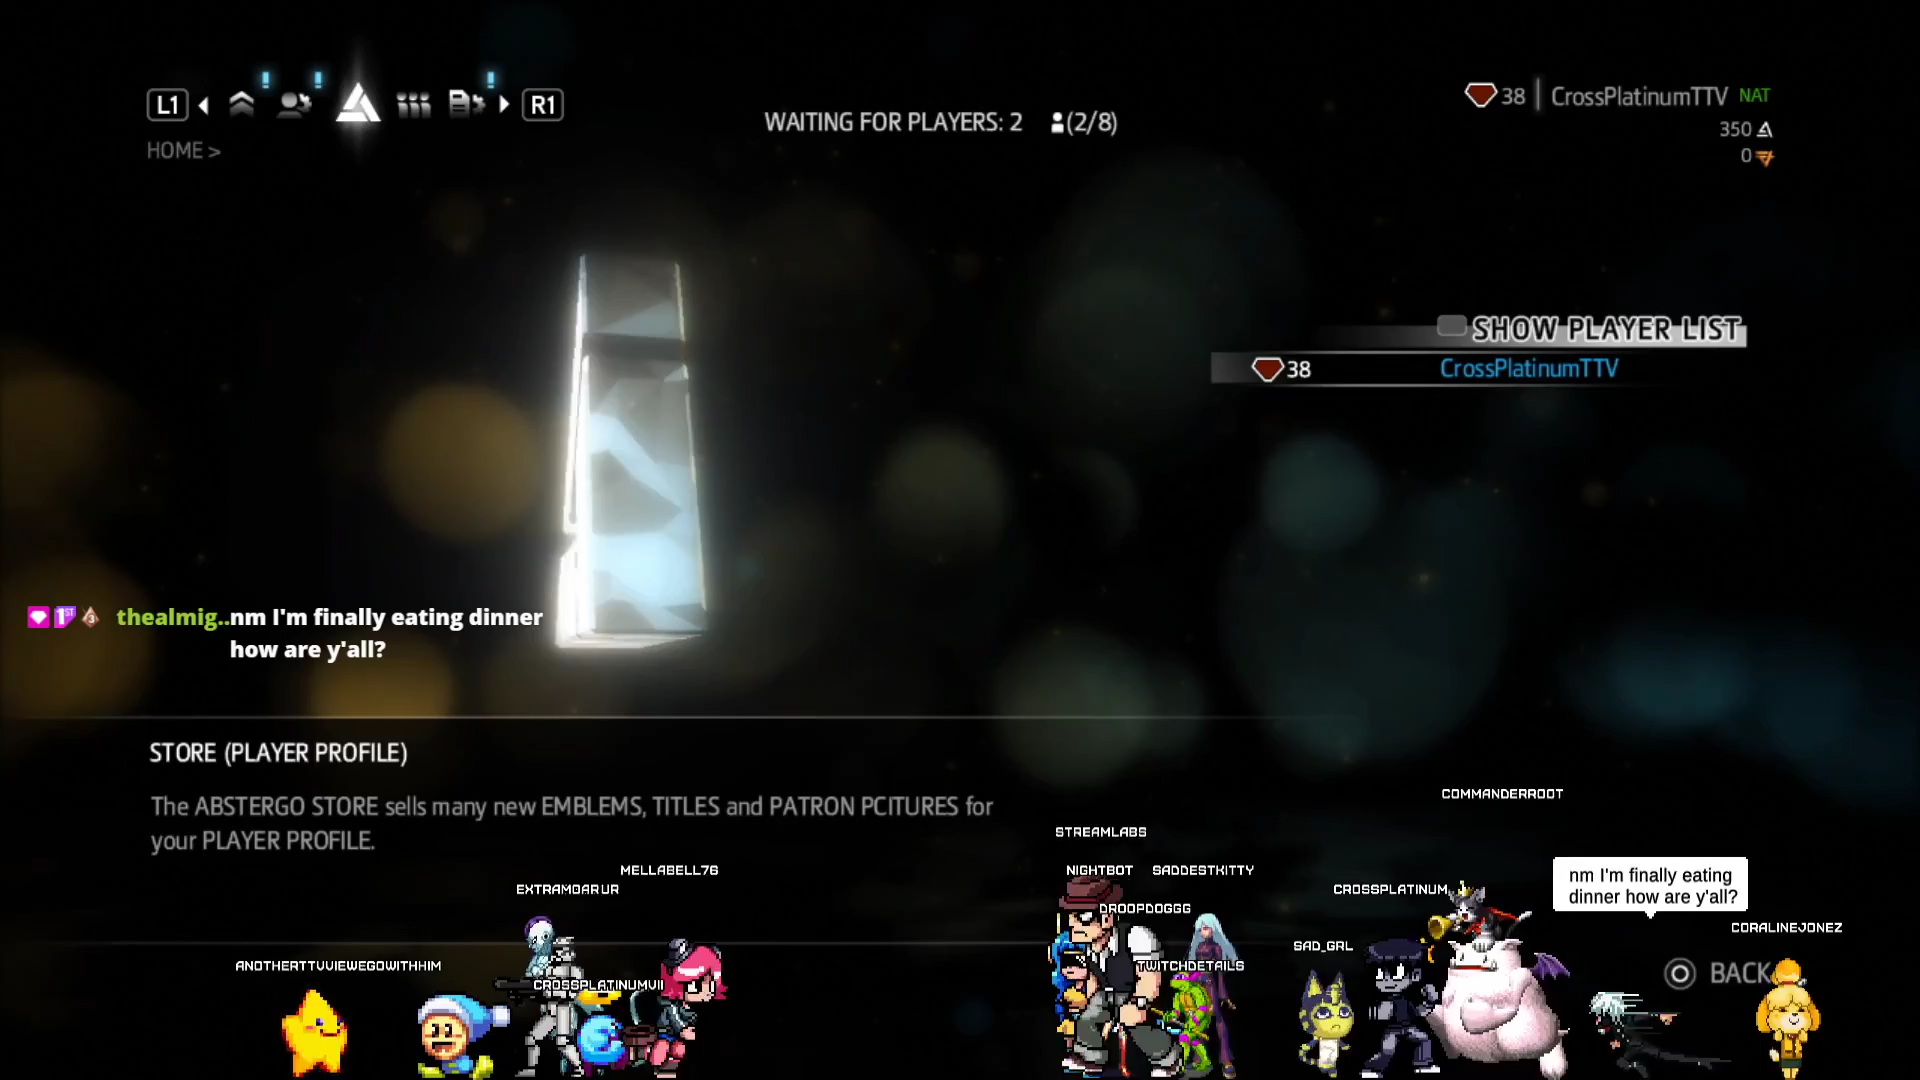 L1
R1
HOME >
WAITING FOR PLAYERS: 2 (2/8)
38 | CrossPlatinumTTV NAT
350
0
SHOW PLAYER LIST
38 CrossPlatinumTTV
1ST 3 thealmig..nm I'm finally eating dinner
how are y'all?
STORE (PLAYER PROFILE)
The ABSTERGO STORE sells many new EMBLEMS, TITLES and PATRON PCITURES for
your PLAYER PROFILE.
COMMANDERROOT
STREAMLABS
MELLABELL76
NIGHTBOT
SADDESTKITTY
EXTRAMOARUR
CROSSPLATINUM
nm I'm finally eating
dinner how are y'all?
DROOPDOGGG
CORALINEJONEZ
SAD_GRL
ANOTHERTTVVIEWEGOWITHHIM
TWITCHDETAILS
BACK
CROSSPLATINUMVII